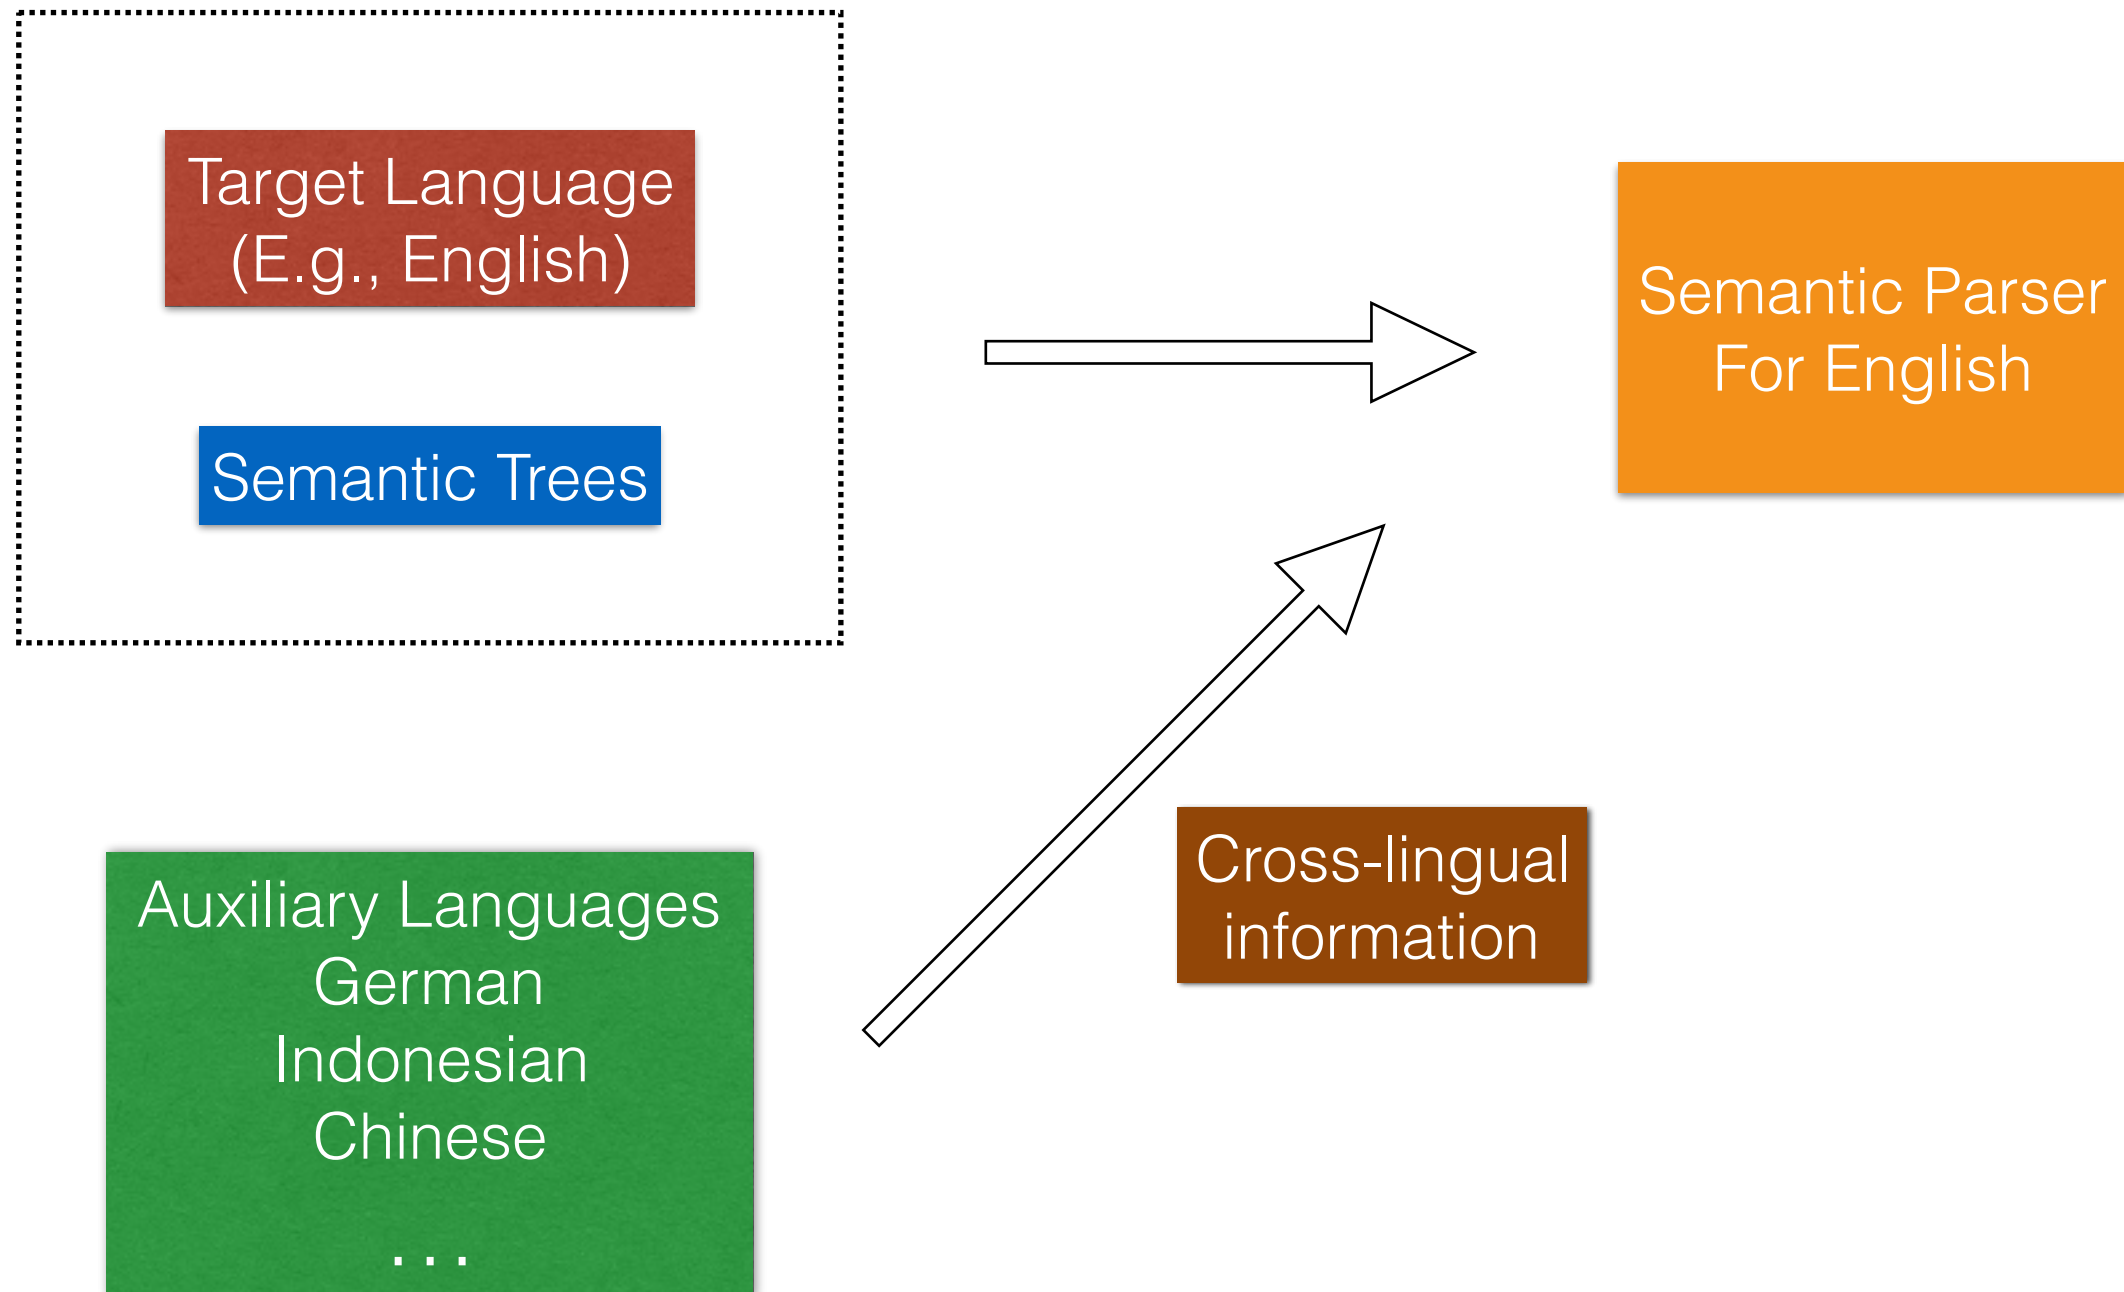 Target Language
(E.g., English)
Semantic Trees
Semantic Parser
For English
Cross-lingual
information
Auxiliary Languages
German
Indonesian
Chinese
...